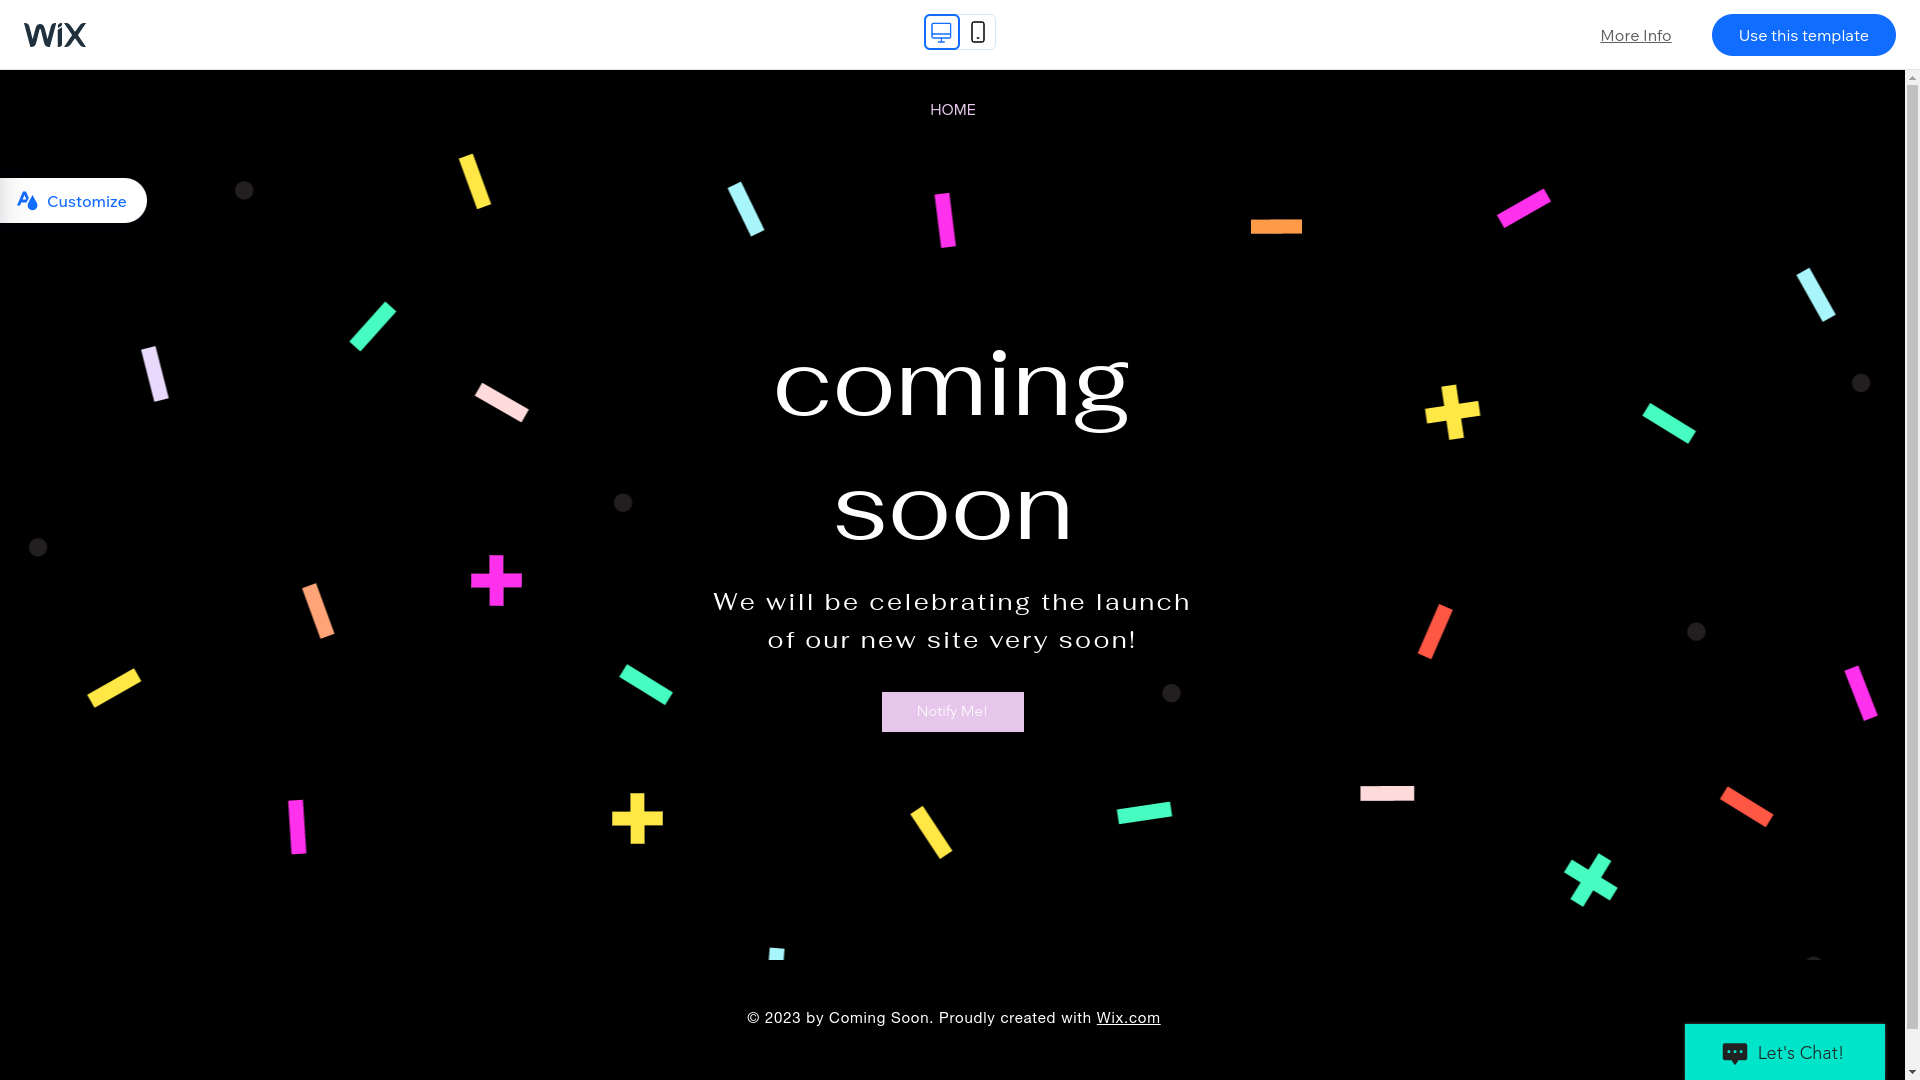 WiX
More Info
Use this template
HOME
Customize
coming
soon
We will be celebrating the launch
of our new site very soon!
Notify Me!
© 2023 by Coming Soon. Proudly created with Wix.com
Let's Chat!